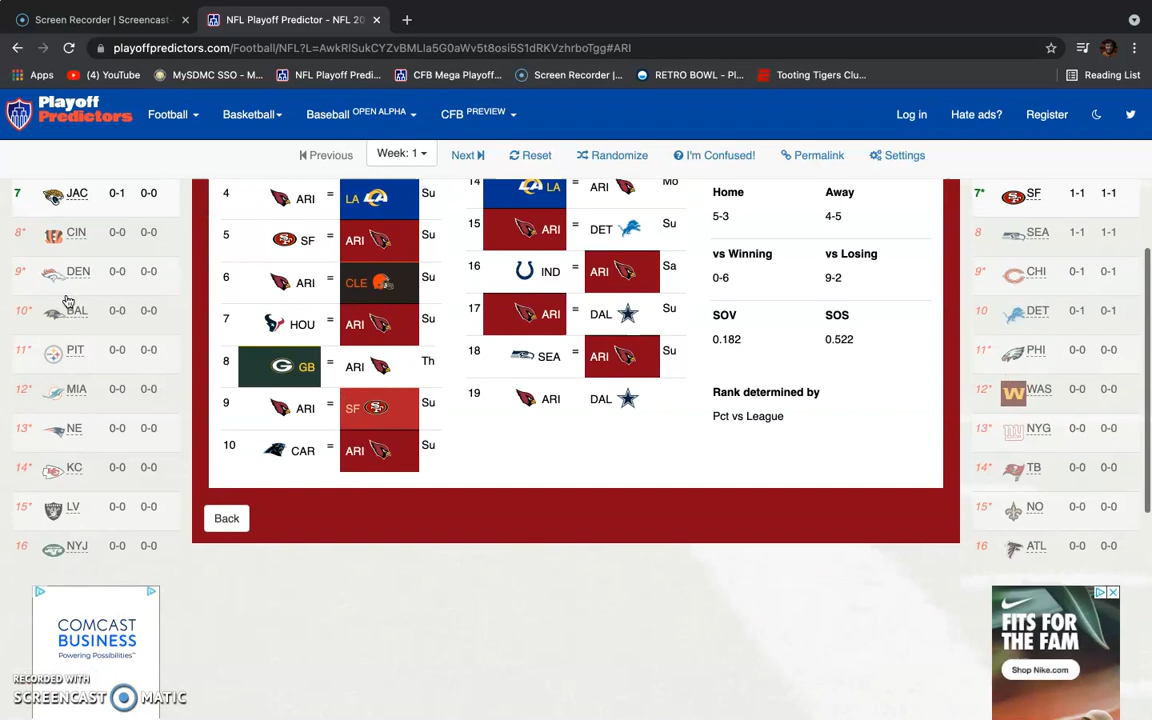 Screen Recorder | Screencast-
NFL Playoff Predictor - NFL 20
playoffpredictors.com/Football/NFL?L=AwkRISukCYZvBMLIa5G0aWv5t8osi5S1dRKVzhrboTgg#ARI
Apps
(4) YouTube
MySDMC SSO - M...
NFL Playoff Predi...
CFB Mega Playoff...
Screen Recorder |...
RETRO BOWL - Pl...
Tooting Tigers Clu...
Reading List
Playoff
Predictors
Football
Basketball
Baseball OPEN ALPHA
CFB PREVIEW
Log in
Hate ads?
Register
Previous
Week: 1
Next
Reset
Randomize
I'm Confused!
Permalink
Settings
7 JAC 0-1 0-0
8* CIN 0-0 0-0
9* DEN 0-0 0-0
10* BAL 0-0 0-0
11* PIT 0-0 0-0
12* MIA 0-0 0-0
13* NE 0-0 0-0
14* KC 0-0 0-0
15* LV 0-0 0-0
16 NYJ 0-0 0-0
4 ARI = LA Su
5 SF = ARI Su
6 ARI = CLE Su
7 HOU = ARI Su
8 GB = ARI Th
9 ARI = SF Su
10 CAR = ARI Su
14 LA = ARI Mo
15 ARI = DET Su
16 IND = ARI Sa
17 ARI = DAL Su
18 SEA = ARI Su
19 ARI DAL
Home Away
5-3 4-5
vs Winning vs Losing
0-6 9-2
SOV SOS
0.182 0.522
Rank determined by
Pct vs League
Back
7* SF 1-1 1-1
8 SEA 1-1 1-1
9* CHI 0-1 0-1
10 DET 0-1 0-1
11* PHI 0-0 0-0
12* WAS 0-0 0-0
13* NYG 0-0 0-0
14* TB 0-0 0-0
15* NO 0-0 0-0
16 ATL 0-0 0-0
COMCAST
BUSINESS
Powering Possibilities™
FITS FOR
THE FAM
Shop Nike.com
RECORDED WITH
SCREENCAST MATIC